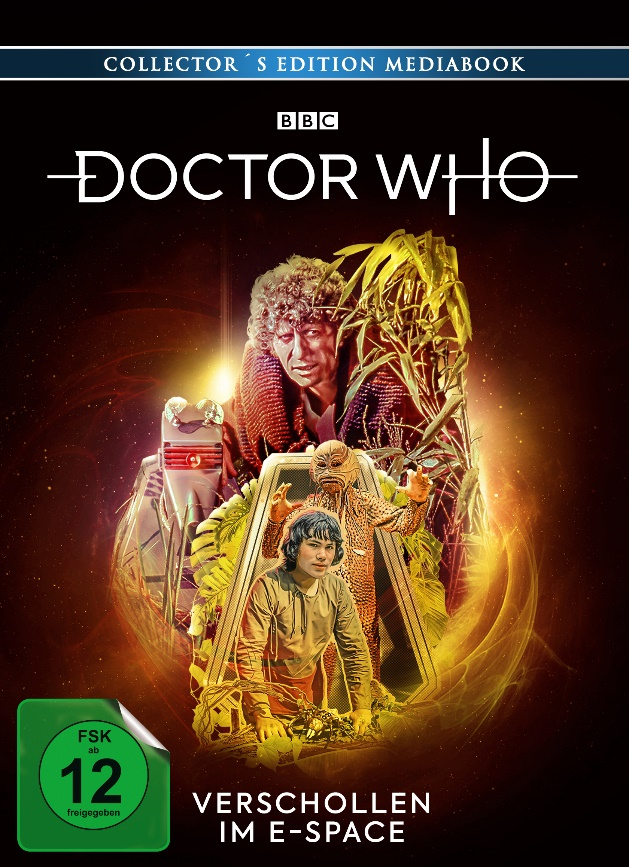 COLLECTOR´S EDITION MEDIABOOK
BBC
DOCTOR WHO
FSK
ab
12
freigegeben
VERSCHOLLEN
IM E-SPACE